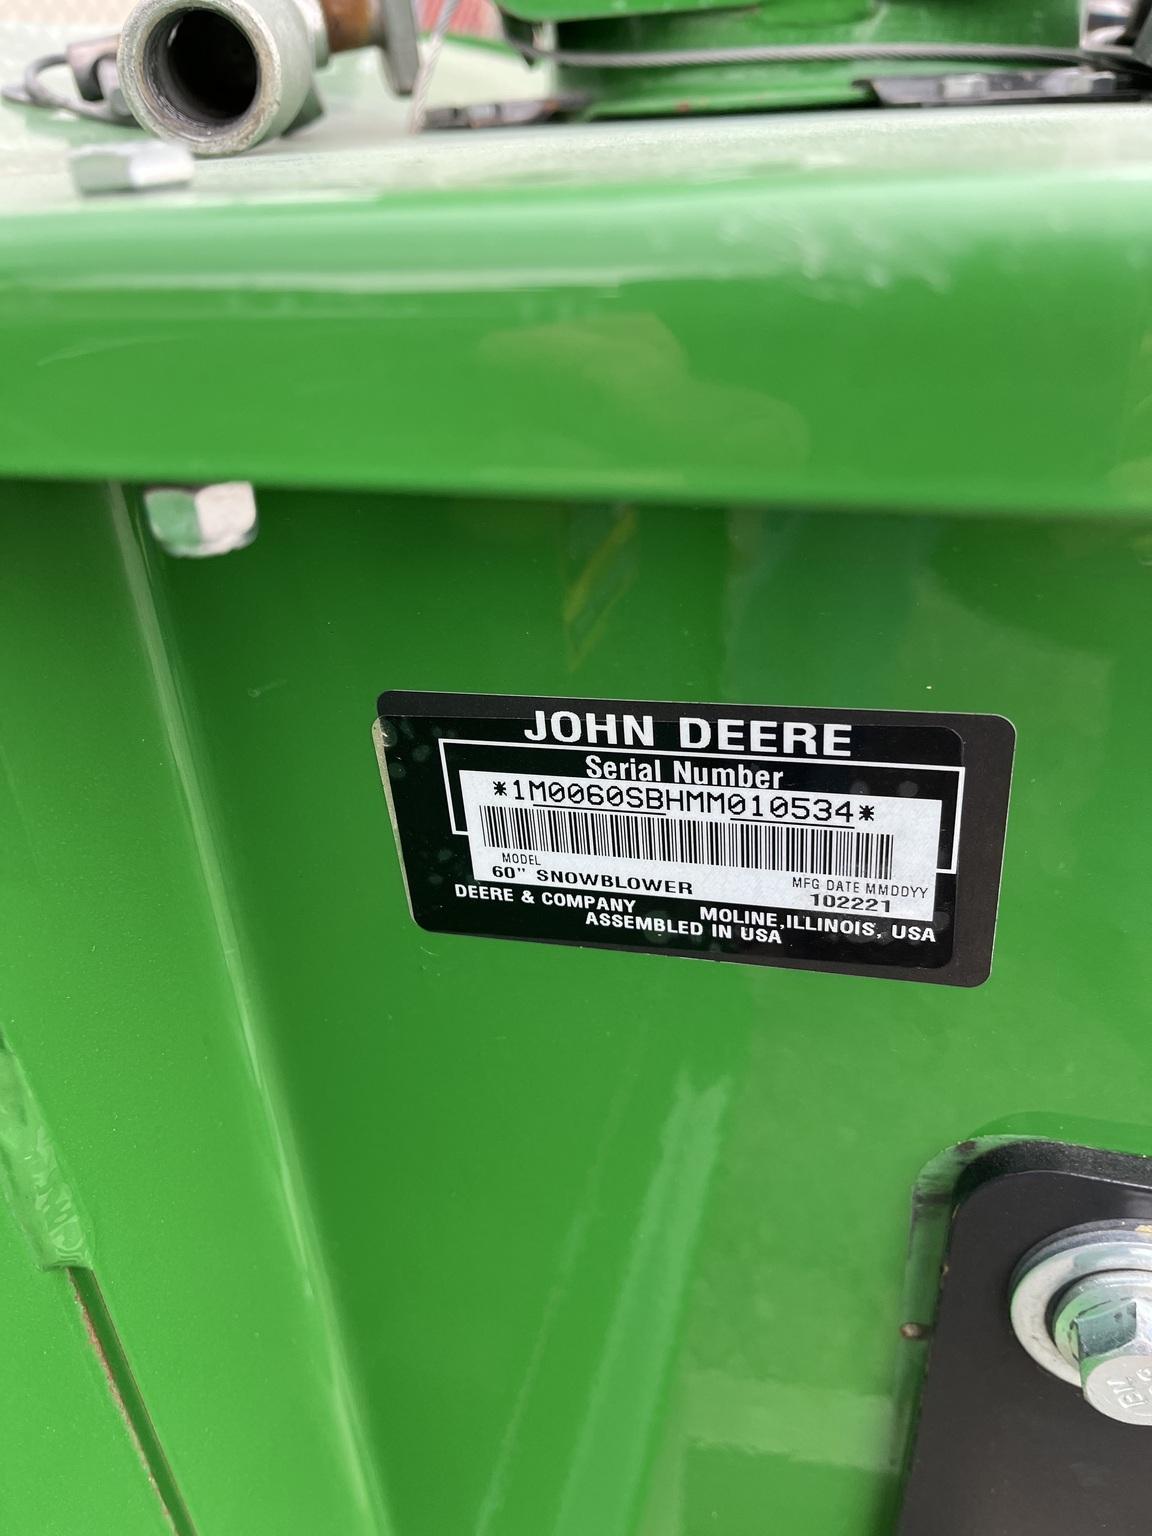 JOHN DEERE
Serial Number
*1M0060SBHMM010534*
MODEL
60" SNOWBLOWER
MFG DATE MMDDYY
102221
DEERE & COMPANY MOLINE, ILLINOIS, USA
ASSEMBLED IN USA